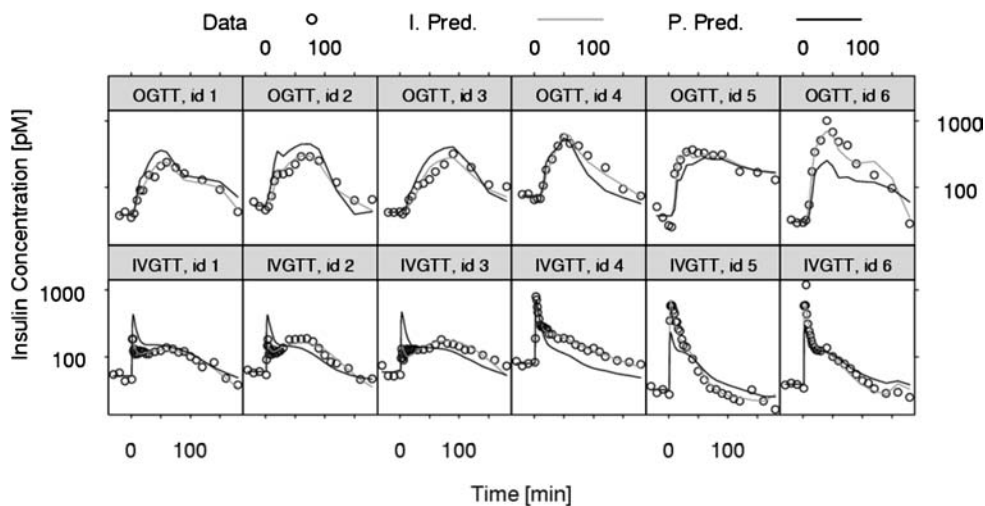 Data I. Pred. P. Pred.
0 100 0 100 0 100
OGTT, id 1 OGTT, id 2 OGTT, id 3 OGTT, id 4 OGTT, id 5 OGTT, id 6
1000
100
Insulin Concentration [pM]
IVGTT, id 1 IVGTT, id 2 IVGTT, id 3 IVGTT, id 4 IVGTT, id 5 IVGTT, id 6
1000
100
0 100 0 100 0 100
Time [min]